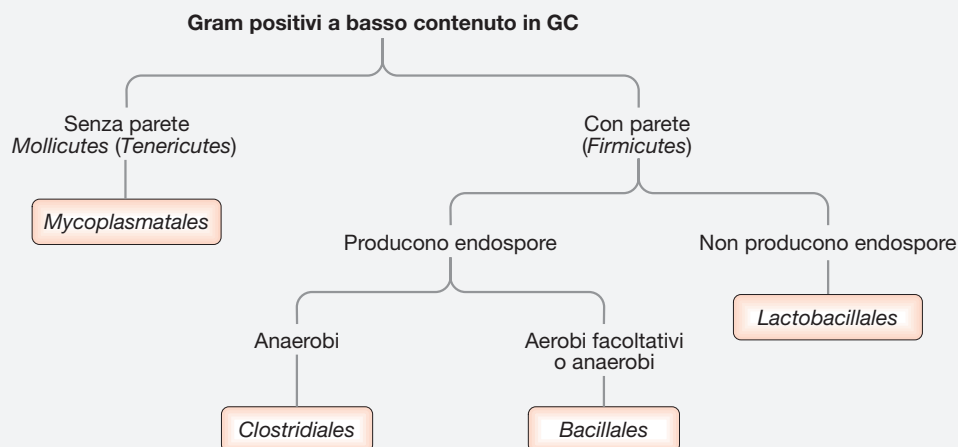 Gram positivi a basso contenuto in GC
Senza parete
Mollicutes (Tenericutes)
Con parete
(Firmicutes)
Mycoplasmatales
Producono endospore
Non producono endospore
Lactobacillales
Anaerobi
Aerobi facoltativi
o anaerobi
Clostridiales
Bacillales